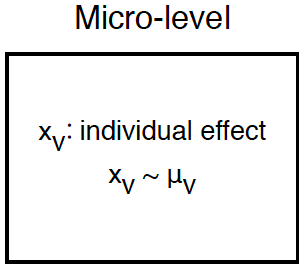 Micro-level
x_V: individual effect
x_V ~ μ_V